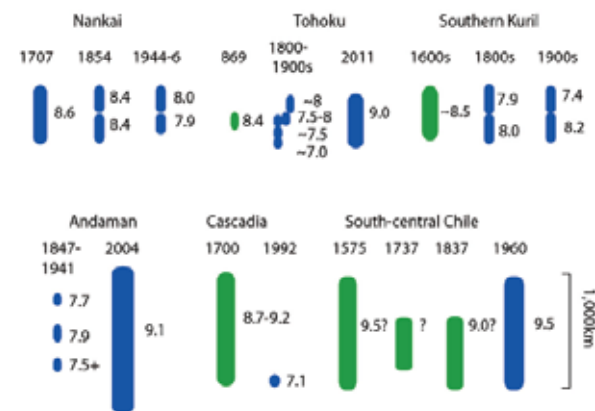 Nankai Tohoku Southern Kuril
1707 1854 1944-6 869 1800-1900s 2011 1600s 1800s 1900s
8.6 8.4 8.0 8.4 ~8 9.0 ~8.5 7.9 7.4
8.4 7.9 7.5-8 8.0 8.2
~7.5
~7.0
Andaman Cascadia South-central Chile
1847-1941 2004 1700 1992 1575 1737 1837 1960
7.7 9.1 8.7-9.2 9.5? ? 9.0? 9.5 1,000km
7.9
7.5+ 7.1